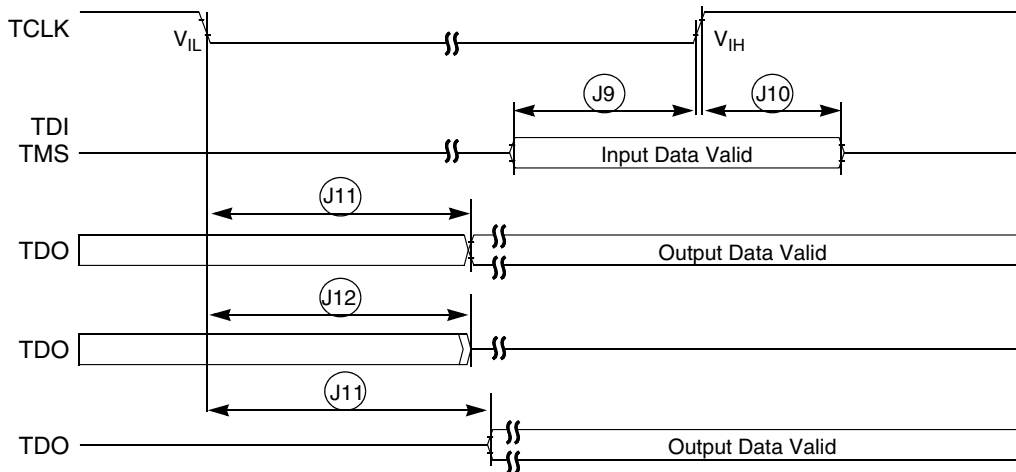 TCLK
VIL
VIH
J9
J10
TDI
TMS
Input Data Valid
J11
TDO
Output Data Valid
J12
TDO
J11
TDO
Output Data Valid